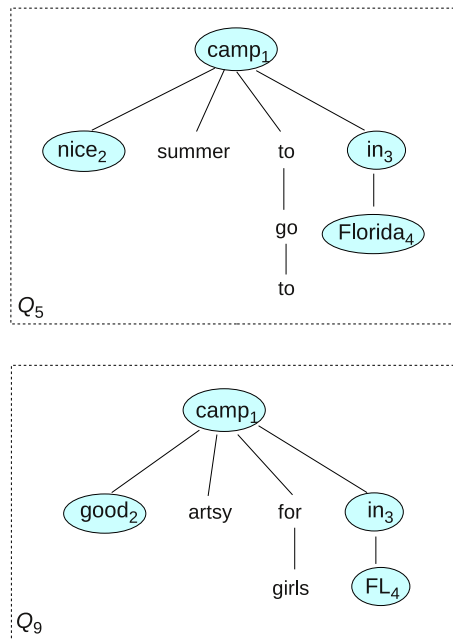 camp1
nice2 summer to in3
go Florida4
to
Q5
camp1
good2 artsy for in3
girls FL4
Q9